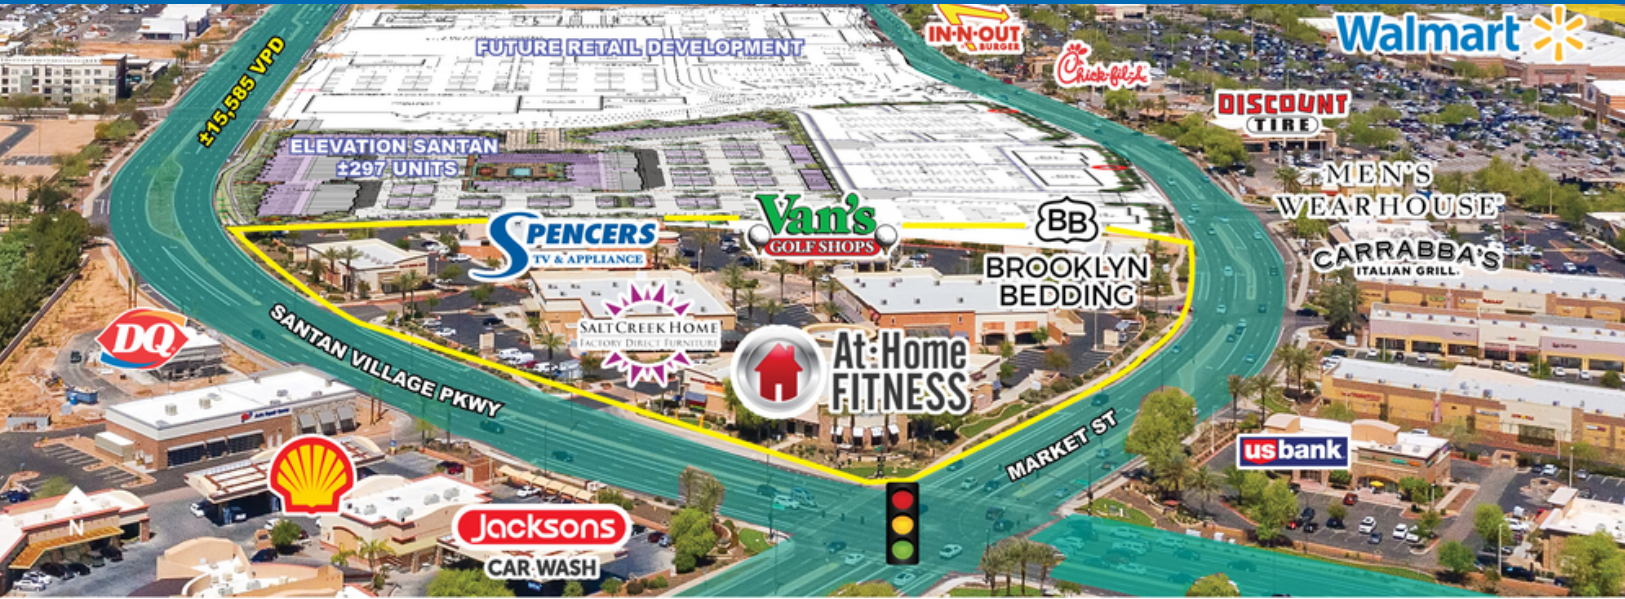 FUTURE RETAIL DEVELOPMENT
IN-N-OUT
BURGER
Chick-fil-A
Walmart
±15,585 VPD
DISCOUNT
TIRE
ELEVATION SANTAN
±297 UNITS
MEN'S
WEARHOUSE
CARRABBA'S
ITALIAN GRILL
SPENCERS
TV & APPLIANCE
Van's
GOLF SHOPS
BB
BROOKLYN
BEDDING
SALT CREEK HOME
FACTORY DIRECT FURNITURE
At Home
FITNESS
DQ
SANTAN VILLAGE PKWY
MARKET ST
usbank
Jacksons
CAR WASH
N